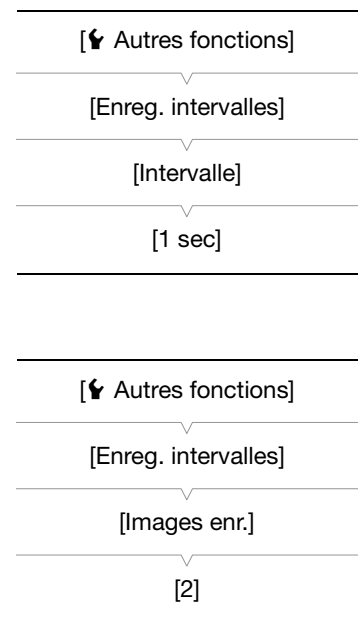 [Autres fonctions]
[Enreg. intervalles]
[Intervalle]
[1 sec]
[Autres fonctions]
[Enreg. intervalles]
[Images enr.]
[2]